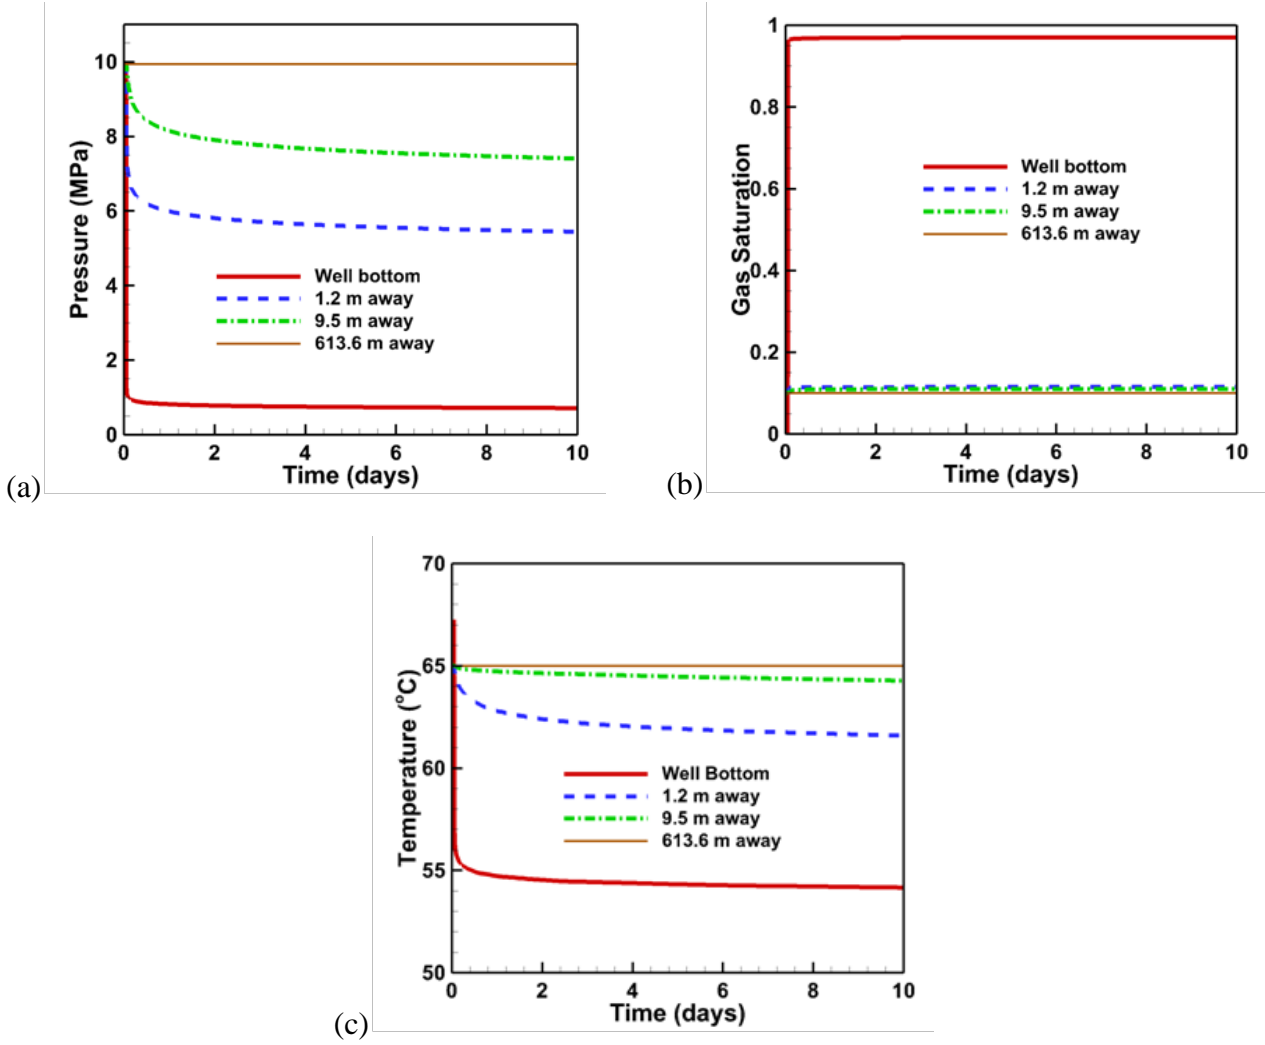 10
8
6
4
2
0
Pressure (MPa)
Well bottom
1.2 m away
9.5 m away
613.6 m away
0 2 4 6 8 10
Time (days)
(a)
1
0.8
0.6
0.4
0.2
0
Gas Saturation
Well bottom
1.2 m away
9.5 m away
613.6 m away
0 2 4 6 8 10
Time (days)
(b)
70
65
60
55
50
Temperature (°C)
Well Bottom
1.2 m away
9.5 m away
613.6 m away
0 2 4 6 8 10
Time (days)
(c)